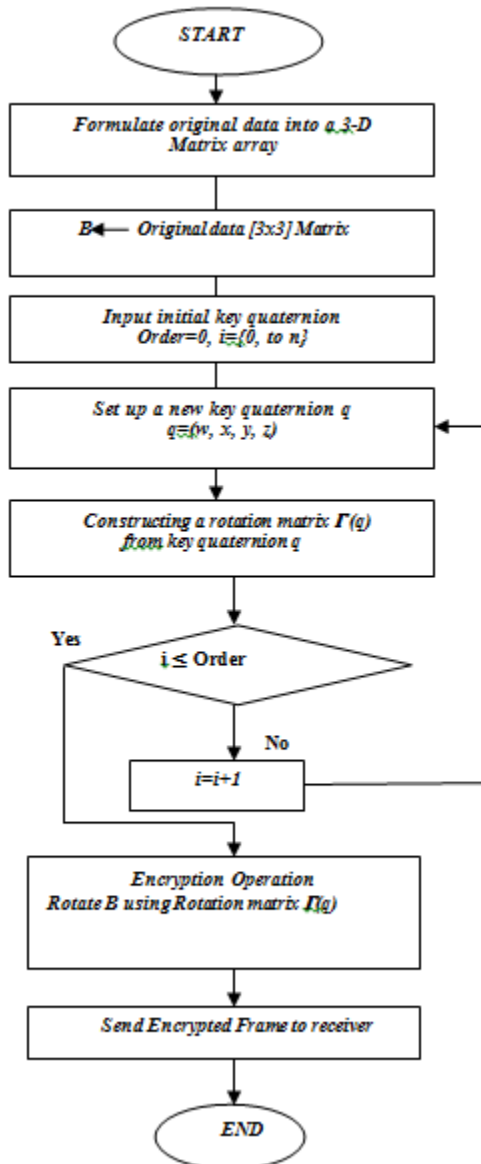 START
Formulate original data into a 3-D
Matrix array
B← Original data [3x3] Matrix
Input initial key quaternion
Order=0, i={0, to n}
Set up a new key quaternion q
q=(w, x, y, z)
Constructing a rotation matrix Γ(q)
from key quaternion q
Yes
i ≤ Order
No
i=i+1
Encryption Operation
Rotate B using Rotation matrix Γ(q)
Send Encrypted Frame to receiver
END